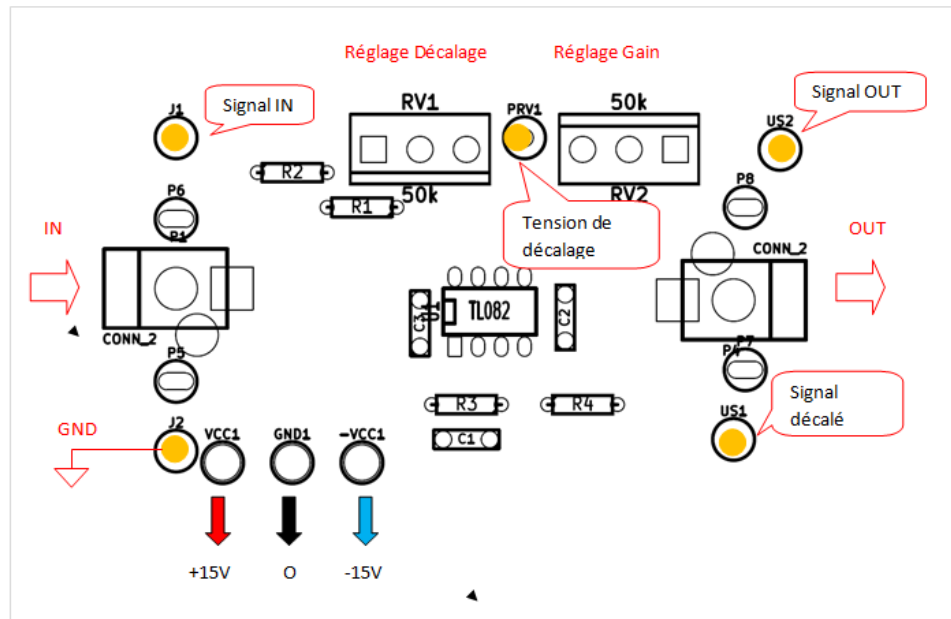 Réglage Décalage
Réglage Gain
J1
Signal IN
RV1
PRV1
50k
Signal OUT
US2
R2
50k
RV2
R1
P6
P1
P8
Tension de
décalage
IN
OUT
CONN_2
TL082
U1
C3
C2
CONN_2
P5
P7
P4
R3
R4
C1
Signal
décalé
US1
GND
J2
VCC1
GND1
-VCC1
+15V
O
-15V